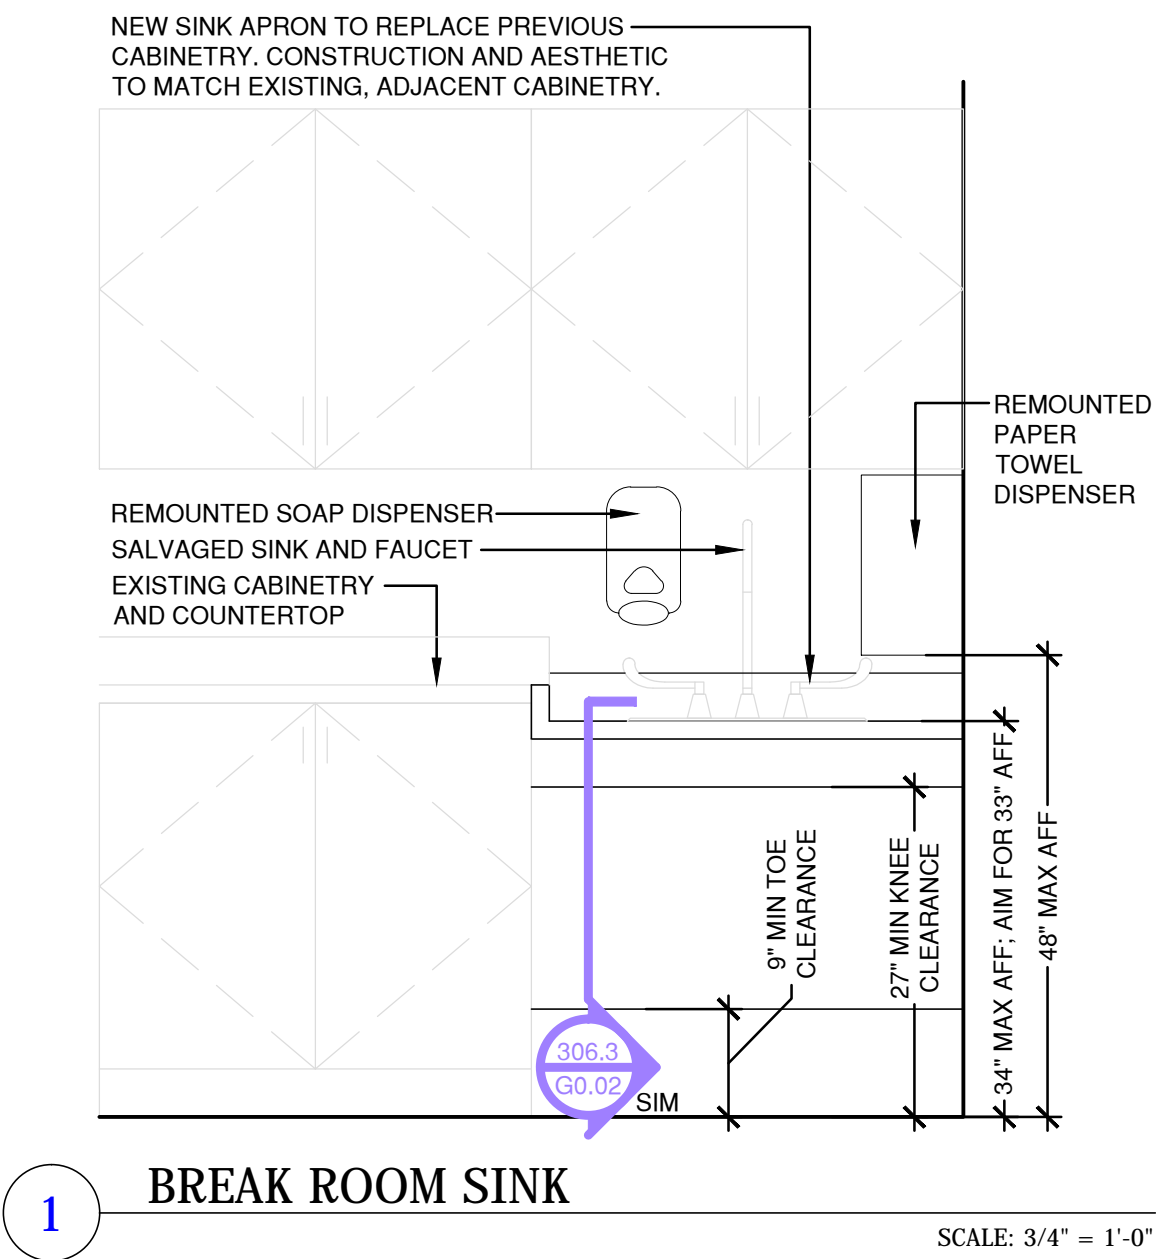 NEW SINK APRON TO REPLACE PREVIOUS
CABINETRY. CONSTRUCTION AND AESTHETIC
TO MATCH EXISTING, ADJACENT CABINETRY.
REMOUNTED
PAPER
TOWEL
DISPENSER
REMOUNTED SOAP DISPENSER
SALVAGED SINK AND FAUCET
EXISTING CABINETRY
AND COUNTERTOP
9" MIN TOE
CLEARANCE
27" MIN KNEE
CLEARANCE
34" MAX AFF; AIM FOR 33" AFF
48" MAX AFF
306.3
G0.02
SIM
1
BREAK ROOM SINK
SCALE: 3/4" = 1'-0"